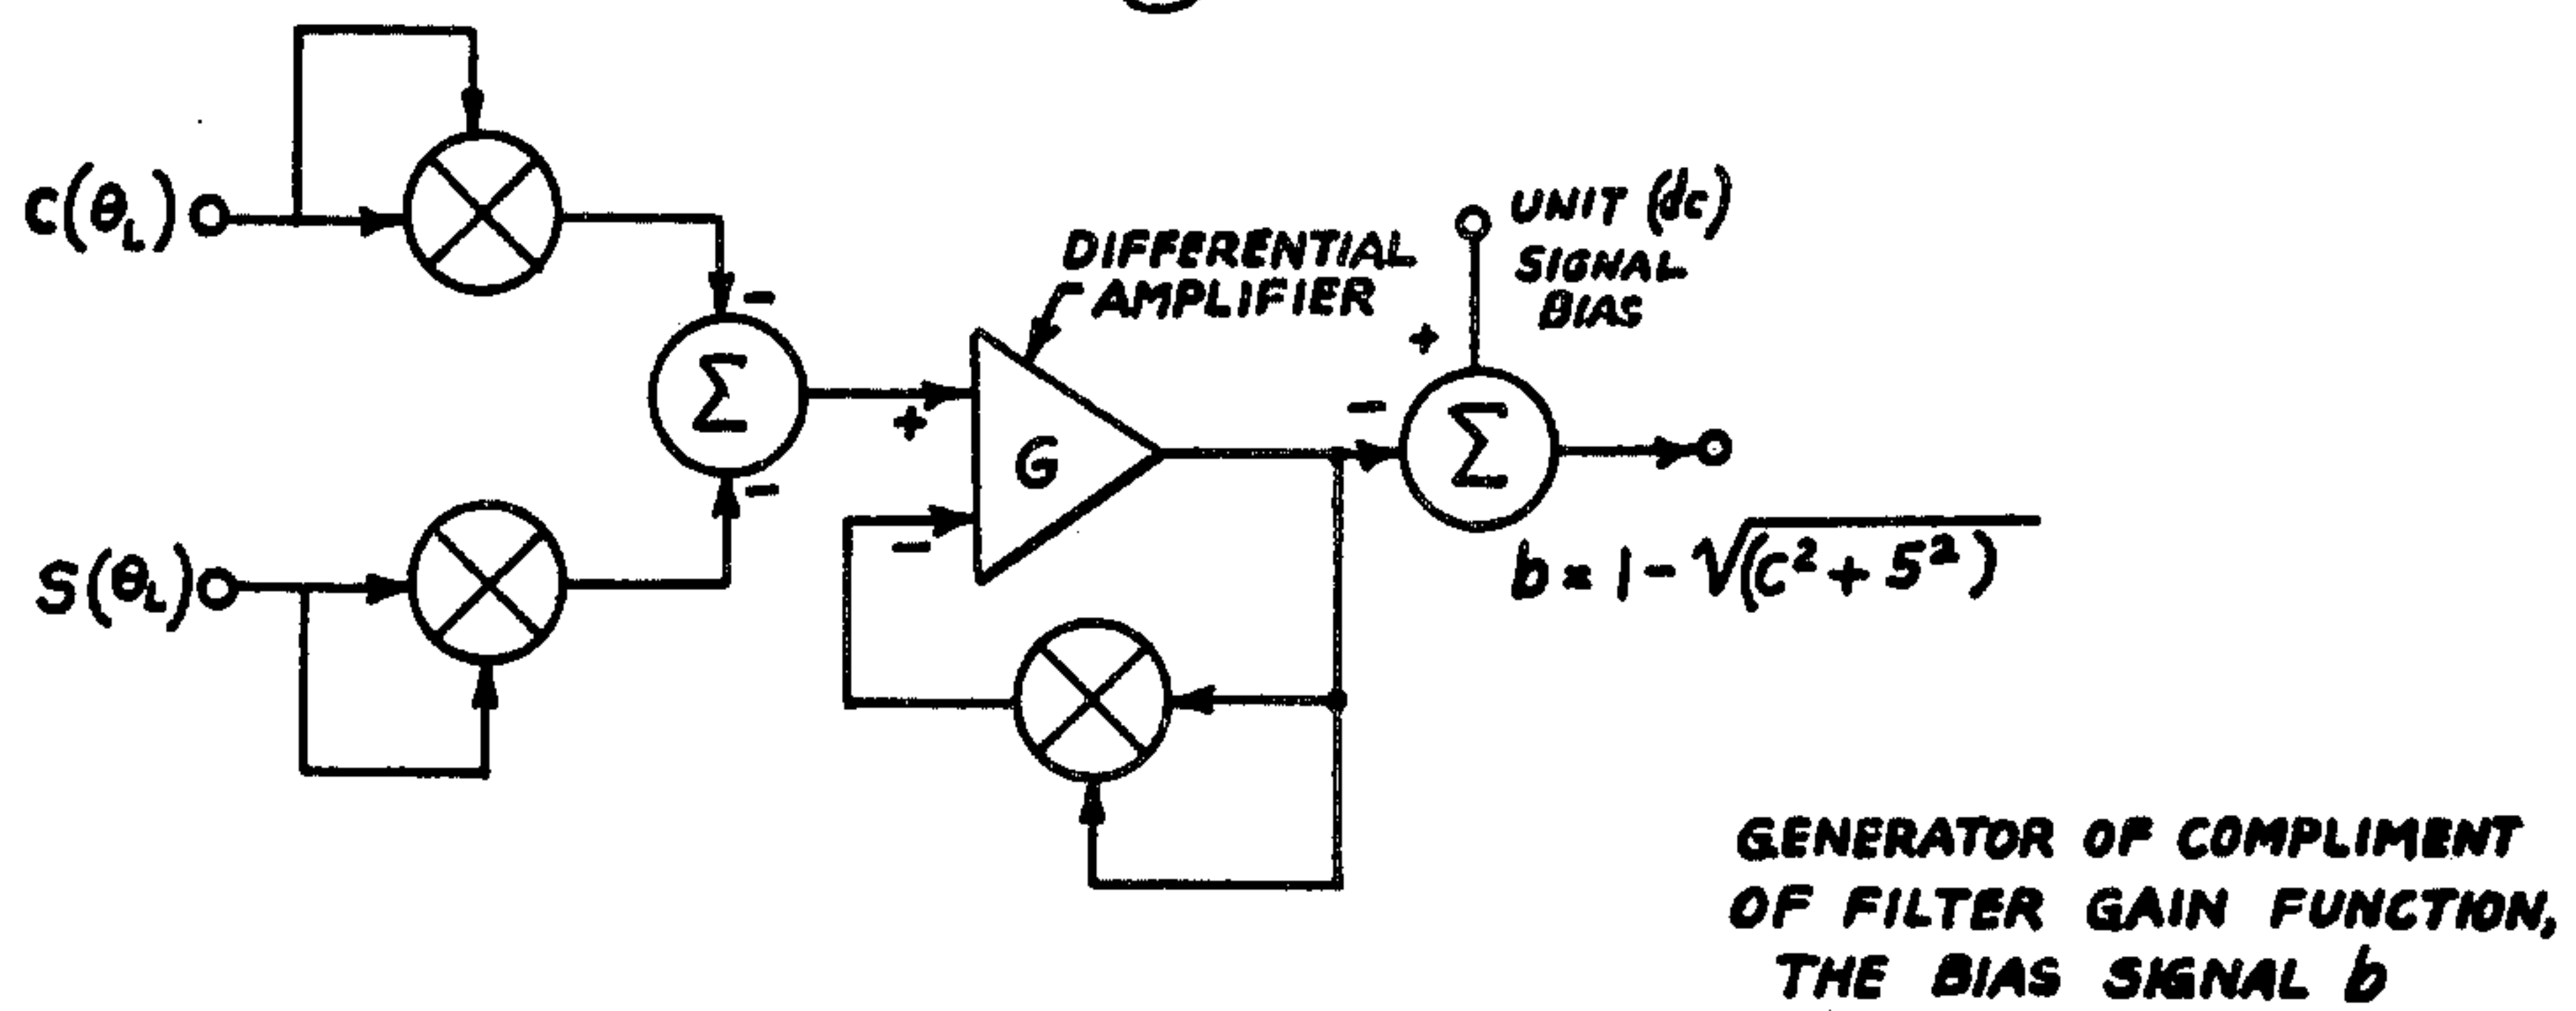 C(θL)
-
Σ
-
S(θL)
DIFFERENTIAL
AMPLIFIER
+
G
-
UNIT (dc)
SIGNAL
BIAS
+
-
Σ
b = 1 - √(C² + S²)
GENERATOR OF COMPLIMENT
OF FILTER GAIN FUNCTION,
THE BIAS SIGNAL b